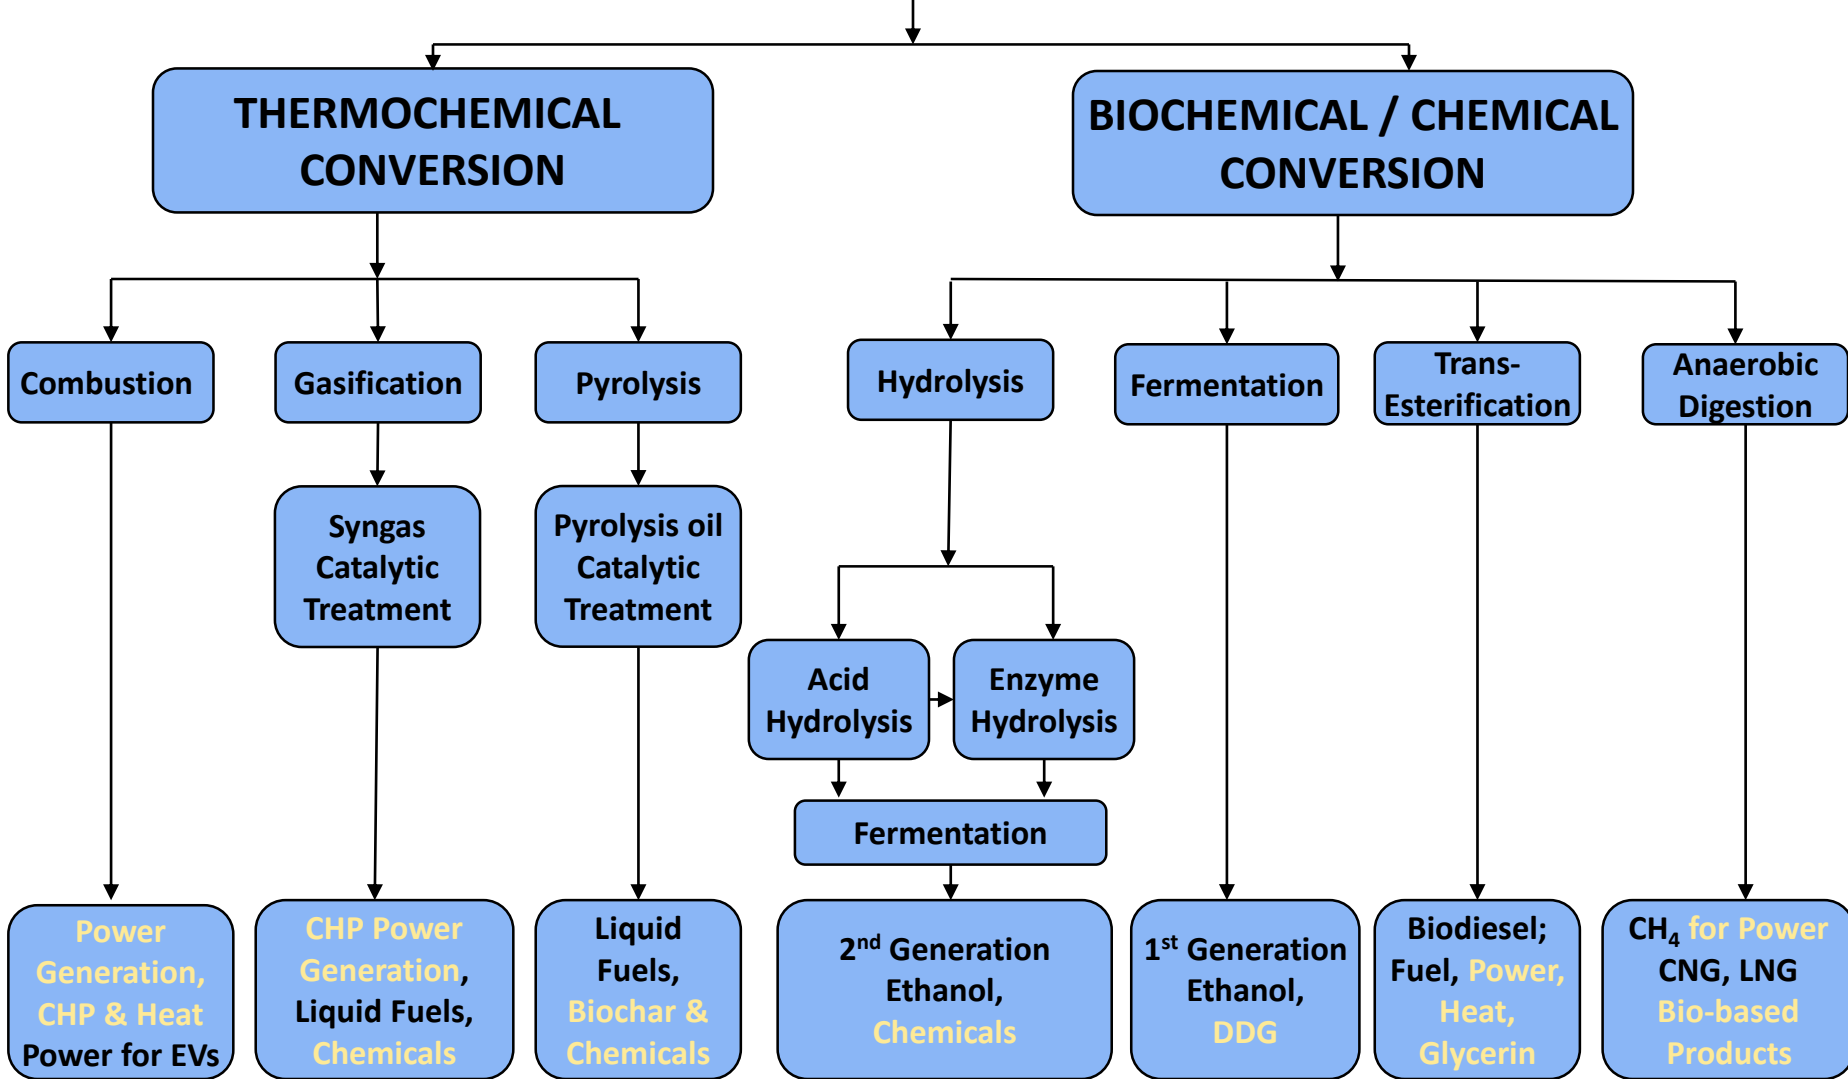 THERMOCHEMICAL
CONVERSION
BIOCHEMICAL / CHEMICAL
CONVERSION
Combustion
Gasification
Pyrolysis
Hydrolysis
Fermentation
Trans-
Esterification
Anaerobic
Digestion
Syngas
Catalytic
Treatment
Pyrolysis oil
Catalytic
Treatment
Acid
Hydrolysis
Enzyme
Hydrolysis
Fermentation
Power
Generation,
CHP & Heat
Power for EVs
CHP Power
Generation,
Liquid Fuels,
Chemicals
Liquid
Fuels,
Biochar &
Chemicals
2nd Generation
Ethanol,
Chemicals
1st Generation
Ethanol,
DDG
Biodiesel;
Fuel, Power,
Heat,
Glycerin
CH₄ for Power
CNG, LNG
Bio-based
Products